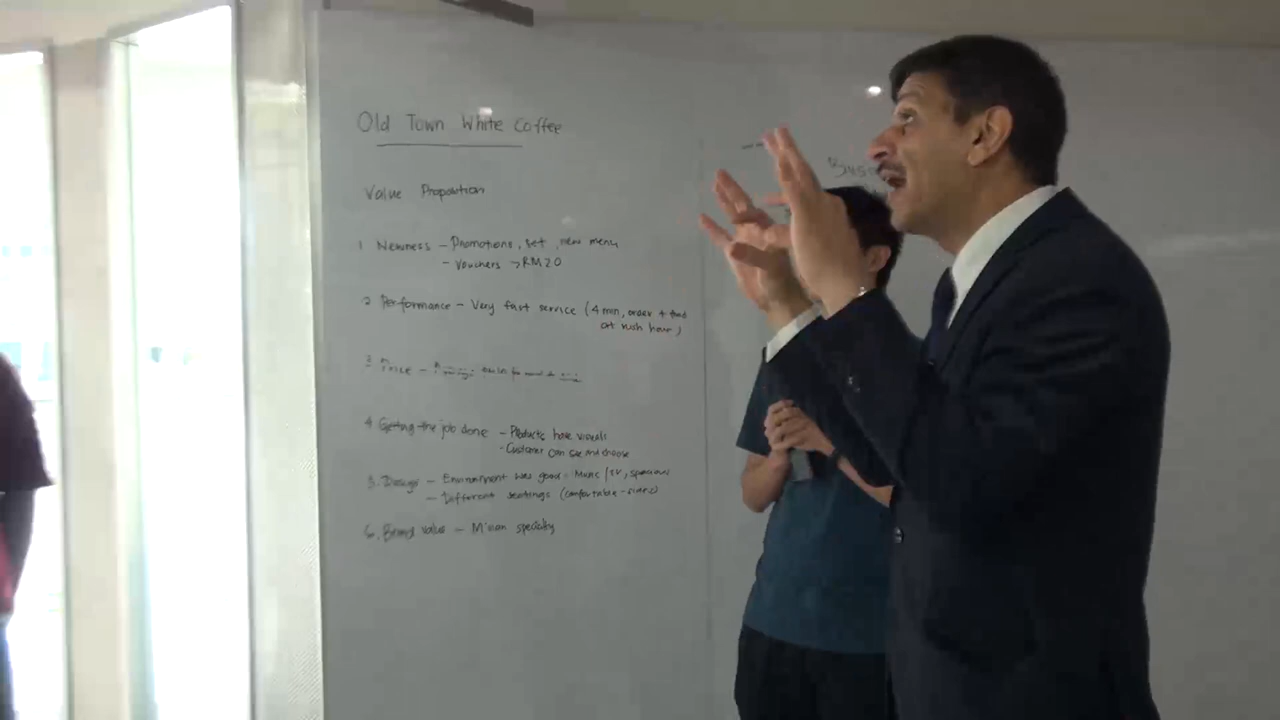 Old Town White Coffee
Value Proposition
1 Newness - Promotions, set, new menu
- Vouchers → RM20
2 Performance - Very fast service (4 min, order + food
at rush hour)
3 Price -
4 Getting the job done - Products have visuals
- Customer can see and choose
5. Design - Environment was good - Music / TV, spacious
- Different seatings (comfortable -
6. Brand value - M'sian specialty
Busi